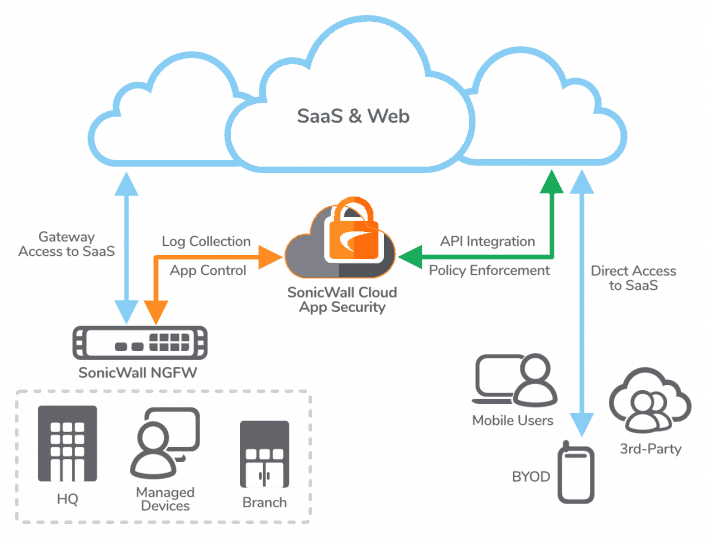 SaaS & Web
Gateway
Access to SaaS
Log Collection
App Control
API Integration
Policy Enforcement
Direct Access
to SaaS
SonicWall Cloud
App Security
SonicWall NGFW
Mobile Users
3rd-Party
BYOD
HQ
Managed
Devices
Branch